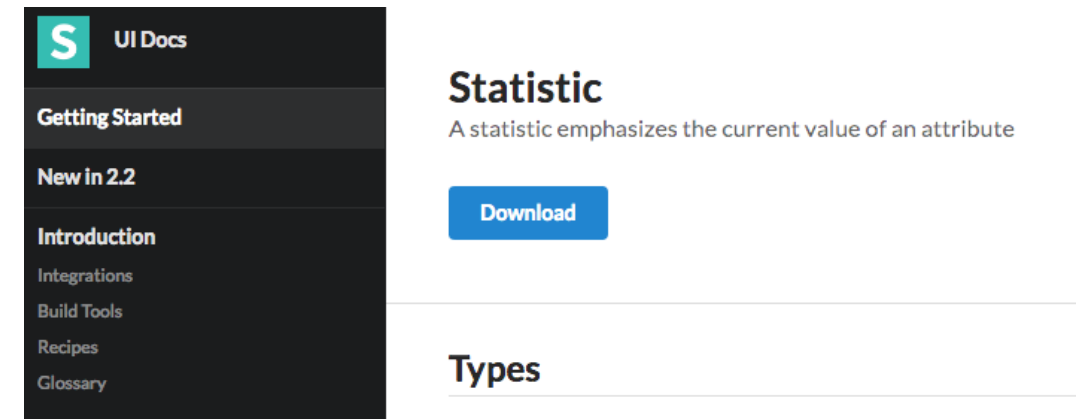 S
UI Docs
Getting Started
New in 2.2
Introduction
Integrations
Build Tools
Recipes
Glossary
Statistic
A statistic emphasizes the current value of an attribute
Download
Types